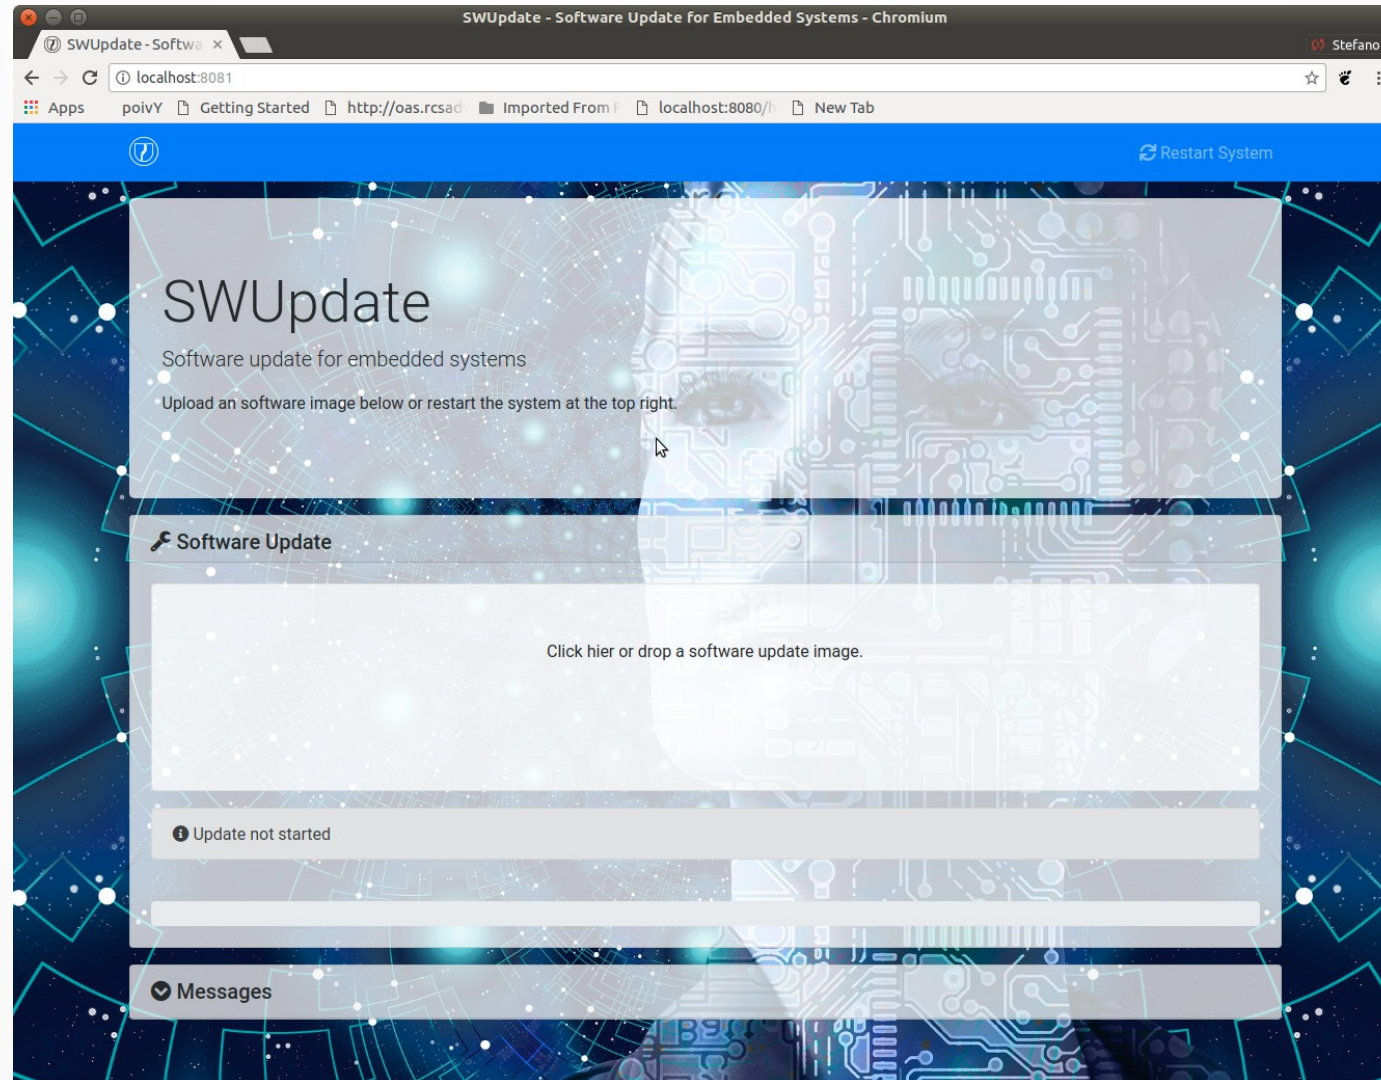 SWUpdate - Software Update for Embedded Systems - Chromium
SWUpdate - Softwa
Stefano
localhost:8081
Apps poivY Getting Started http://oas.rcsad Imported From F localhost:8080/h New Tab
Restart System
SWUpdate
Software update for embedded systems
Upload an software image below or restart the system at the top right.
Software Update
Click hier or drop a software update image.
Update not started
Messages